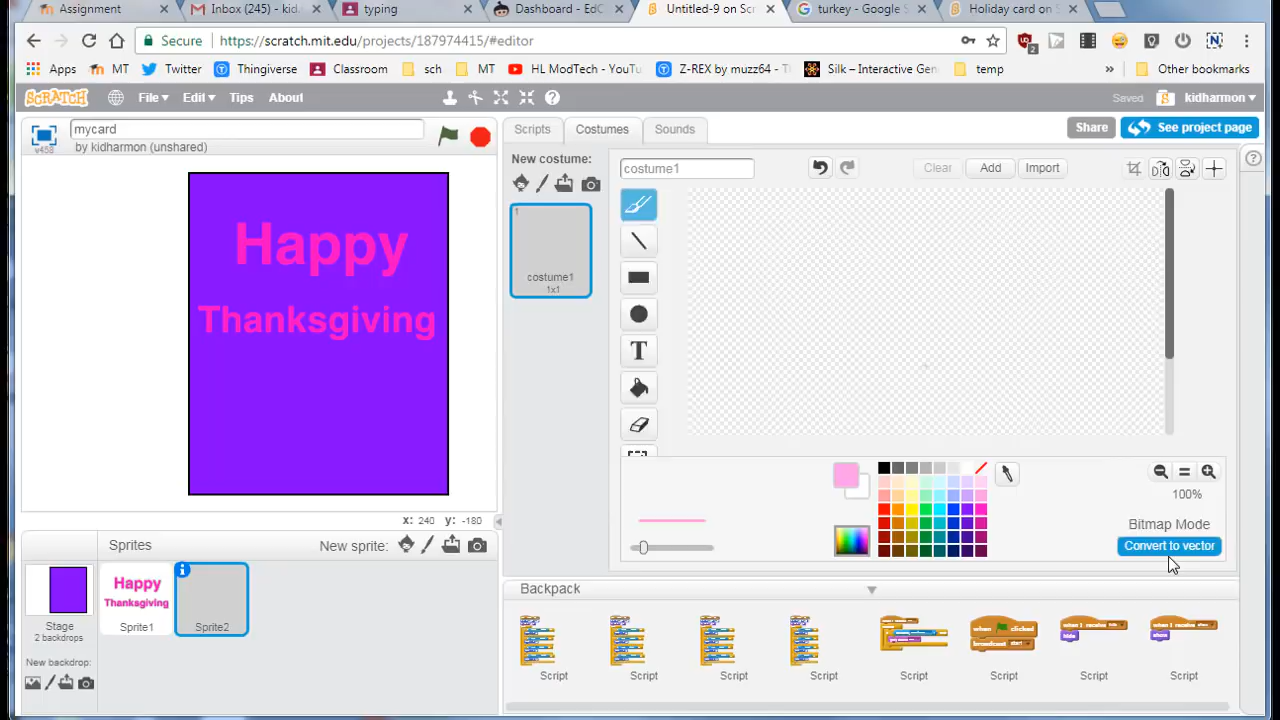 Assignment
Inbox (245) - kid.
typing
Dashboard - EdC
Untitled-9 on Scr
turkey - Google S
Holiday card on S
Secure
https://scratch.mit.edu/projects/187974415/#editor
Apps
MT
Twitter
Thingiverse
Classroom
sch
MT
HL ModTech - YouTu
Z-REX by muzz64 - T
Silk – Interactive Gen
temp
»
Other bookmarks
SCRATCH
File
Edit
Tips
About
Saved
kidharmon
v458
mycard
by kidharmon (unshared)
Scripts
Costumes
Sounds
Share
See project page
New costume:
costume1
Clear
Add
Import
1
costume1
1x1
T
Happy
Thanksgiving
100%
Bitmap Mode
Convert to vector
x: 240 y: -180
Sprites
New sprite:
Happy
Thanksgiving
Stage
2 backdrops
Sprite1
Sprite2
New backdrop:
Backpack
when clicked
Script
Script
Script
Script
Script
Script
Script
Script